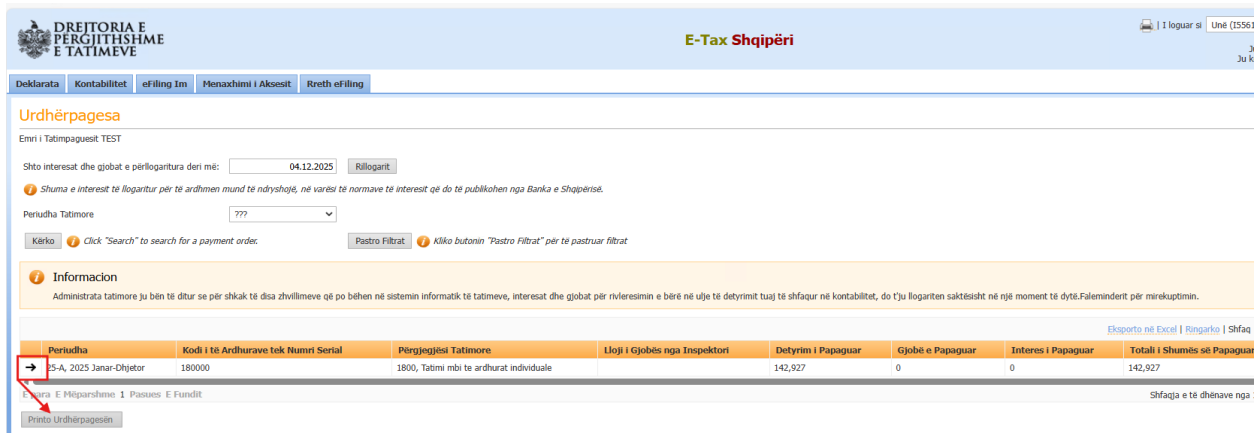 DREJTORIA E
PËRGJITHSHME
E TATIMEVE
E-Tax Shqipëri
| I loguar si Unë (I5561
Ju k
Deklarata Kontabilitet eFiling Im Menaxhimi i Aksesit Rreth eFiling
Urdhërpagesa
Emri i Tatimpaguesit TEST
Shto interesat dhe gjobat e përllogaritura deri më: 04.12.2025 Rillogarit
Shuma e interesit të llogaritur për të ardhmen mund të ndryshojë, në varësi të normave të interesit që do të publikohen nga Banka e Shqipërisë.
Periudha Tatimore ???
Kërko Click "Search" to search for a payment order. Pastro Filtrat Kliko butonin "Pastro Filtrat" për të pastruar filtrat
Informacion
Administrata tatimore ju bën të ditur se për shkak të disa zhvillimeve që po bëhen në sistemin informatik të tatimeve, interesat dhe gjobat për rivleresimin e bërë në ulje të detyrimit tuaj të shfaqur në kontabilitet, do t'ju llogariten saktësisht në një moment të dytë.Faleminderit për mirekuptimin.
Eksporto në Excel | Ringarko | Shfaq
Periudha Kodi i të Ardhurave tek Numri Serial Përgjegjësi Tatimore Lloji i Gjobës nga Inspektori Detyrim i Papaguar Gjobë e Papaguar Interes i Papaguar Totali i Shumës së Papaguar
25-A, 2025 Janar-Dhjetor 180000 1800, Tatimi mbi te ardhurat individuale 142,927 0 0 142,927
E para E Mëparshme 1 Pasues E Fundit Shfaqja e të dhënave nga
Printo Urdhërpagesën